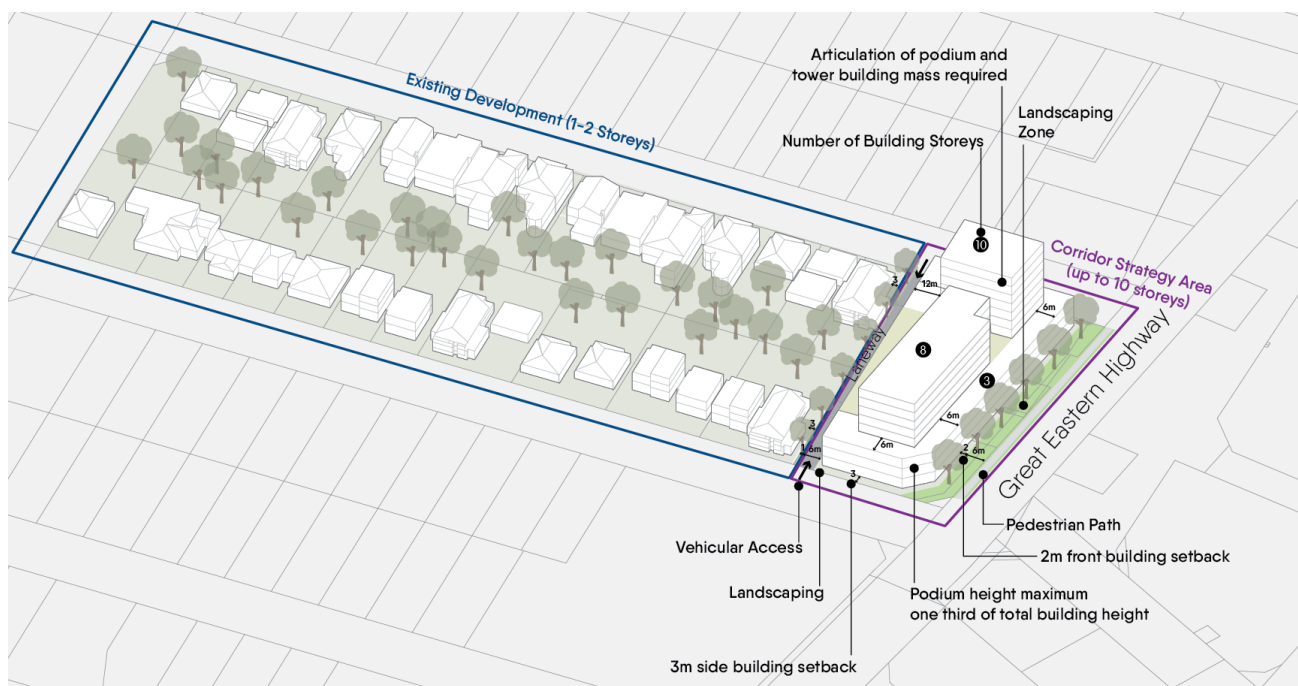 Articulation of podium and
tower building mass required
Landscaping
Zone
Existing Development (1-2 Storeys)
Number of Building Storeys
10
Corridor Strategy Area
(up to 10 storeys)
3
2
12m
6m
Laneway
8
3
Great Eastern Highway
6m
6m
3
1
6m
2
6m
3
Pedestrian Path
Vehicular Access
2m front building setback
Landscaping
Podium height maximum
one third of total building height
3m side building setback